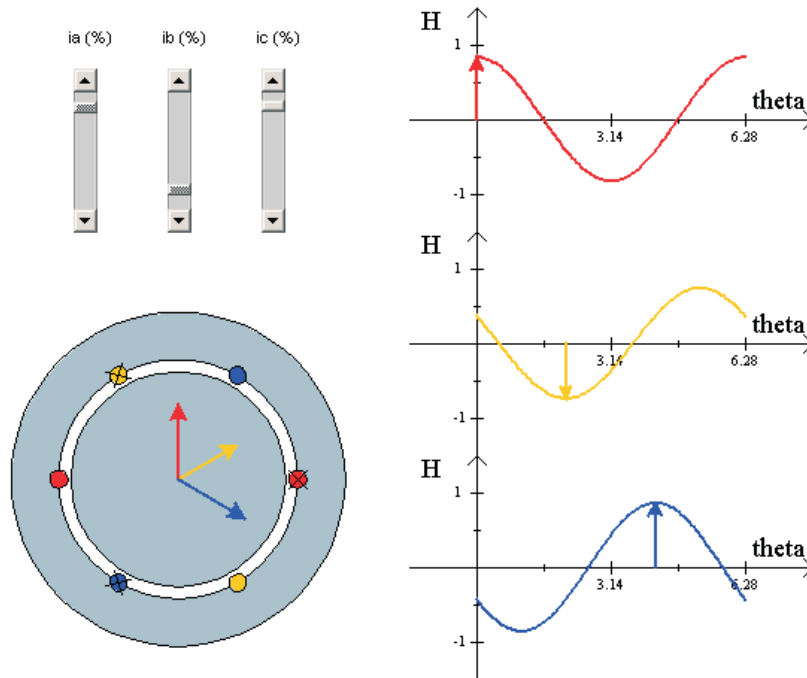 ia (%) ib (%) ic (%)
H
1
theta
3.14 6.28
-1
H
1
theta
3.14 6.28
-1
H
1
theta
3.14 6.28
-1